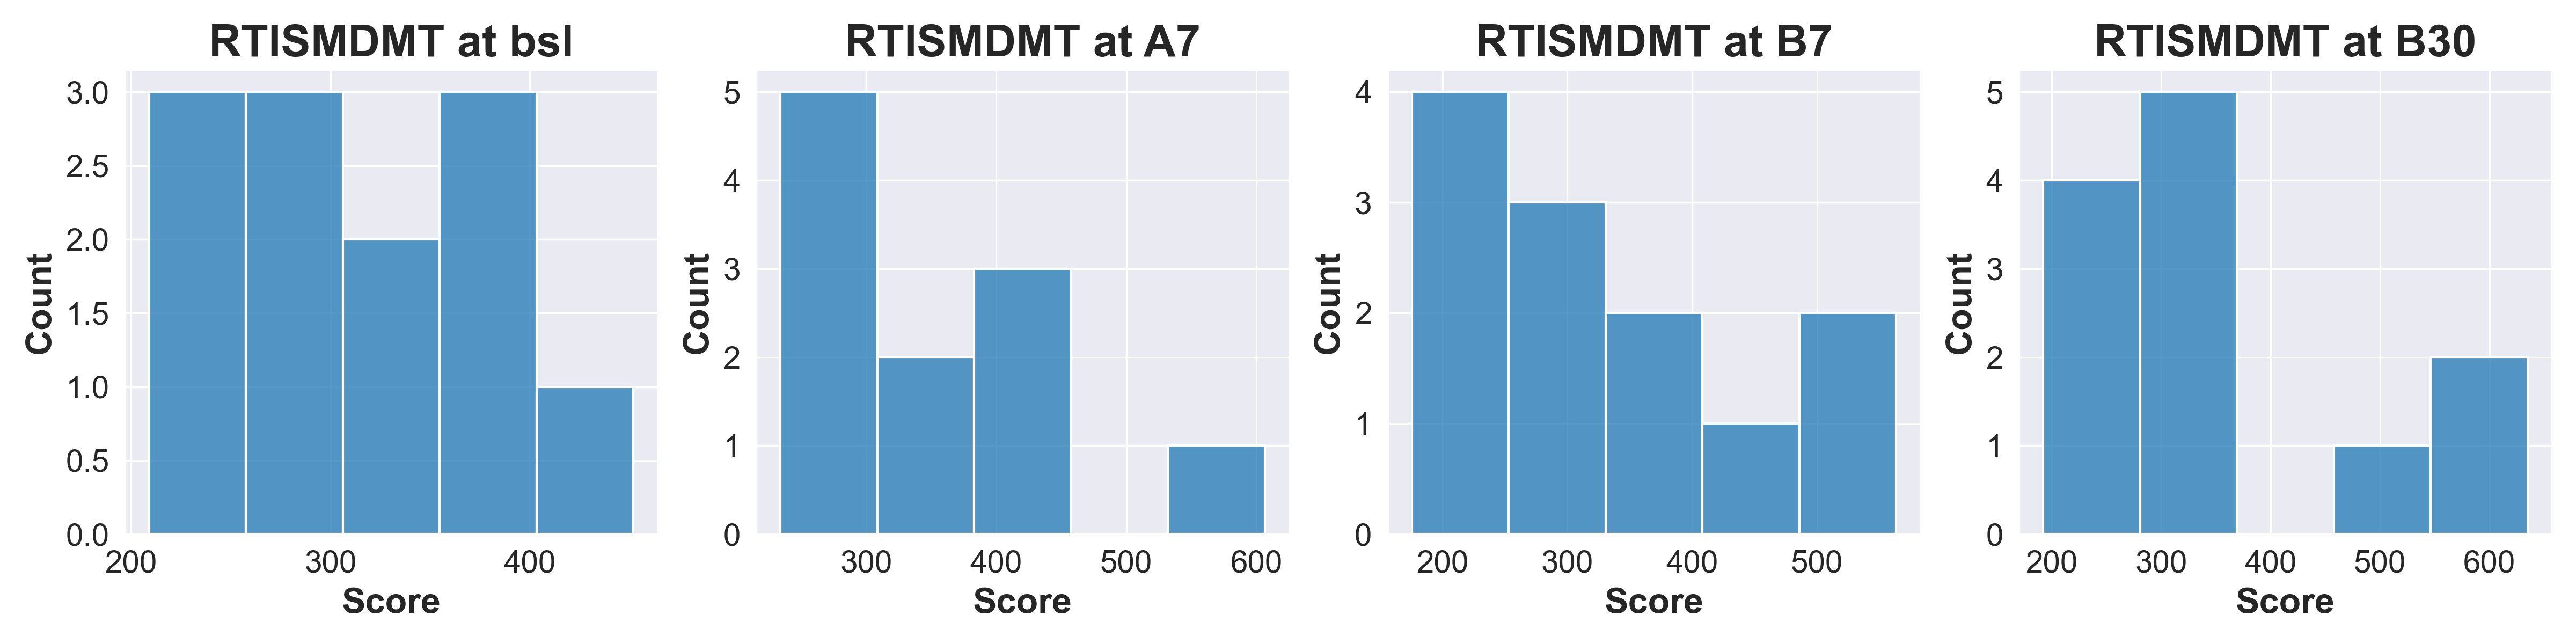 RTISMDMT at bsl
3.0
2.5
2.0
1.5
1.0
0.5
0.0
Count
200 300 400
Score
RTISMDMT at A7
5
4
3
2
1
0
Count
300 400 500 600
Score
RTISMDMT at B7
4
3
2
1
0
Count
200 300 400 500
Score
RTISMDMT at B30
5
4
3
2
1
0
Count
200 300 400 500 600
Score